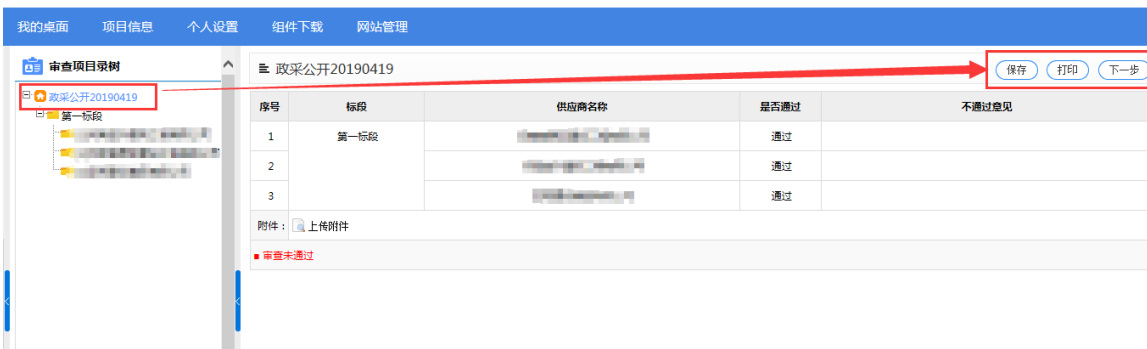 我的桌面 项目信息 个人设置 组件下载 网站管理
审查项目录树
政采公开20190419
第一标段
政采公开20190419
保存 打印 下一步
序号 标段 供应商名称 是否通过 不通过意见
1 第一标段 通过
2 通过
3 通过
附件： 上传附件
审查未通过